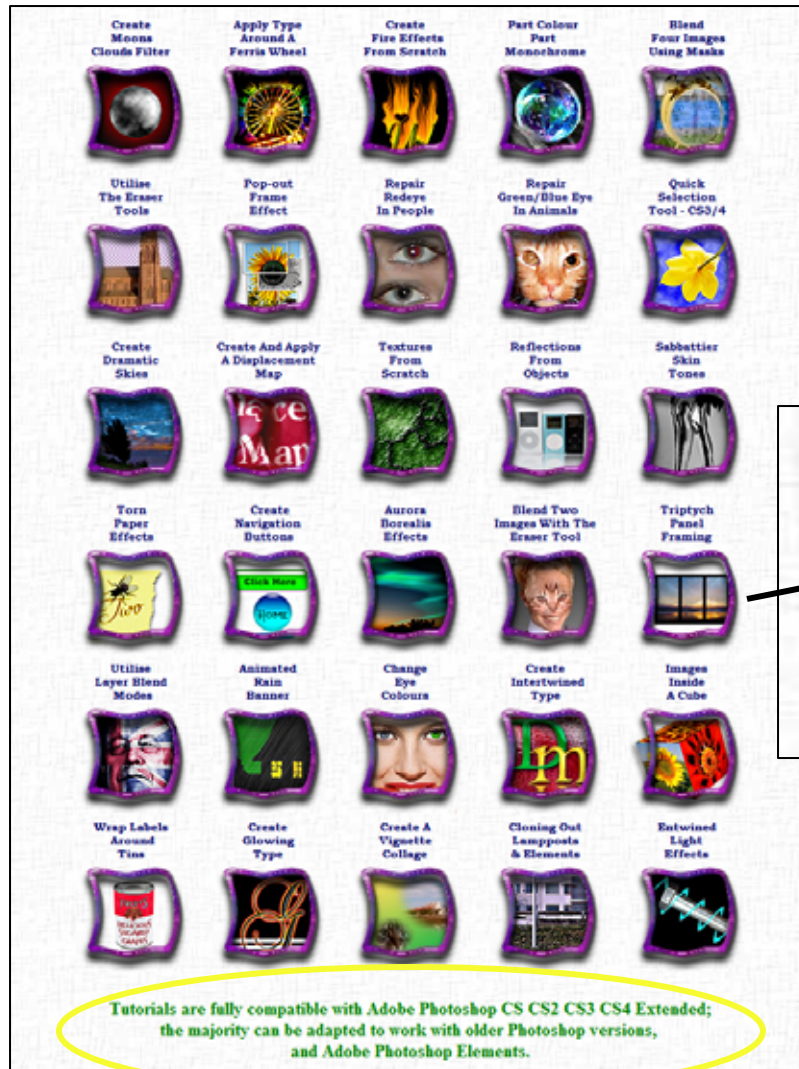 Create
Moons
Clouds Filter
Apply Type
Around A
Ferris Wheel
Create
Fire Effects
From Scratch
Part Colour
Part
Monochrome
Blend
Four Images
Using Masks
Utilise
The Eraser
Tools
Pop-out
Frame
Effect
Repair
Redeye
In People
Repair
Green/Blue Eye
In Animals
Quick
Selection
Tool - CS3/4
Create
Dramatic
Skies
Create And Apply
A Displacement
Map
Textures
From
Scratch
Reflections
From
Objects
Sabbattier
Skin
Tones
lace
Map
Torn
Paper
Effects
Create
Navigation
Buttons
Aurora
Borealis
Effects
Blend Two
Images With The
Eraser Tool
Triptych
Panel
Framing
Two
Click Here
HOME
Utilise
Layer Blend
Modes
Animated
Rain
Banner
Change
Eye
Colours
Create
Intertwined
Type
Images
Inside
A Cube
D
m
Wrap Labels
Around
Tins
Create
Glowing
Type
Create A
Vignette
Collage
Cloning Out
Lampposts
& Elements
Entwined
Light
Effects
Tutorials are fully compatible with Adobe Photoshop CS CS2 CS3 CS4 Extended;
the majority can be adapted to work with older Photoshop versions,
and Adobe Photoshop Elements.